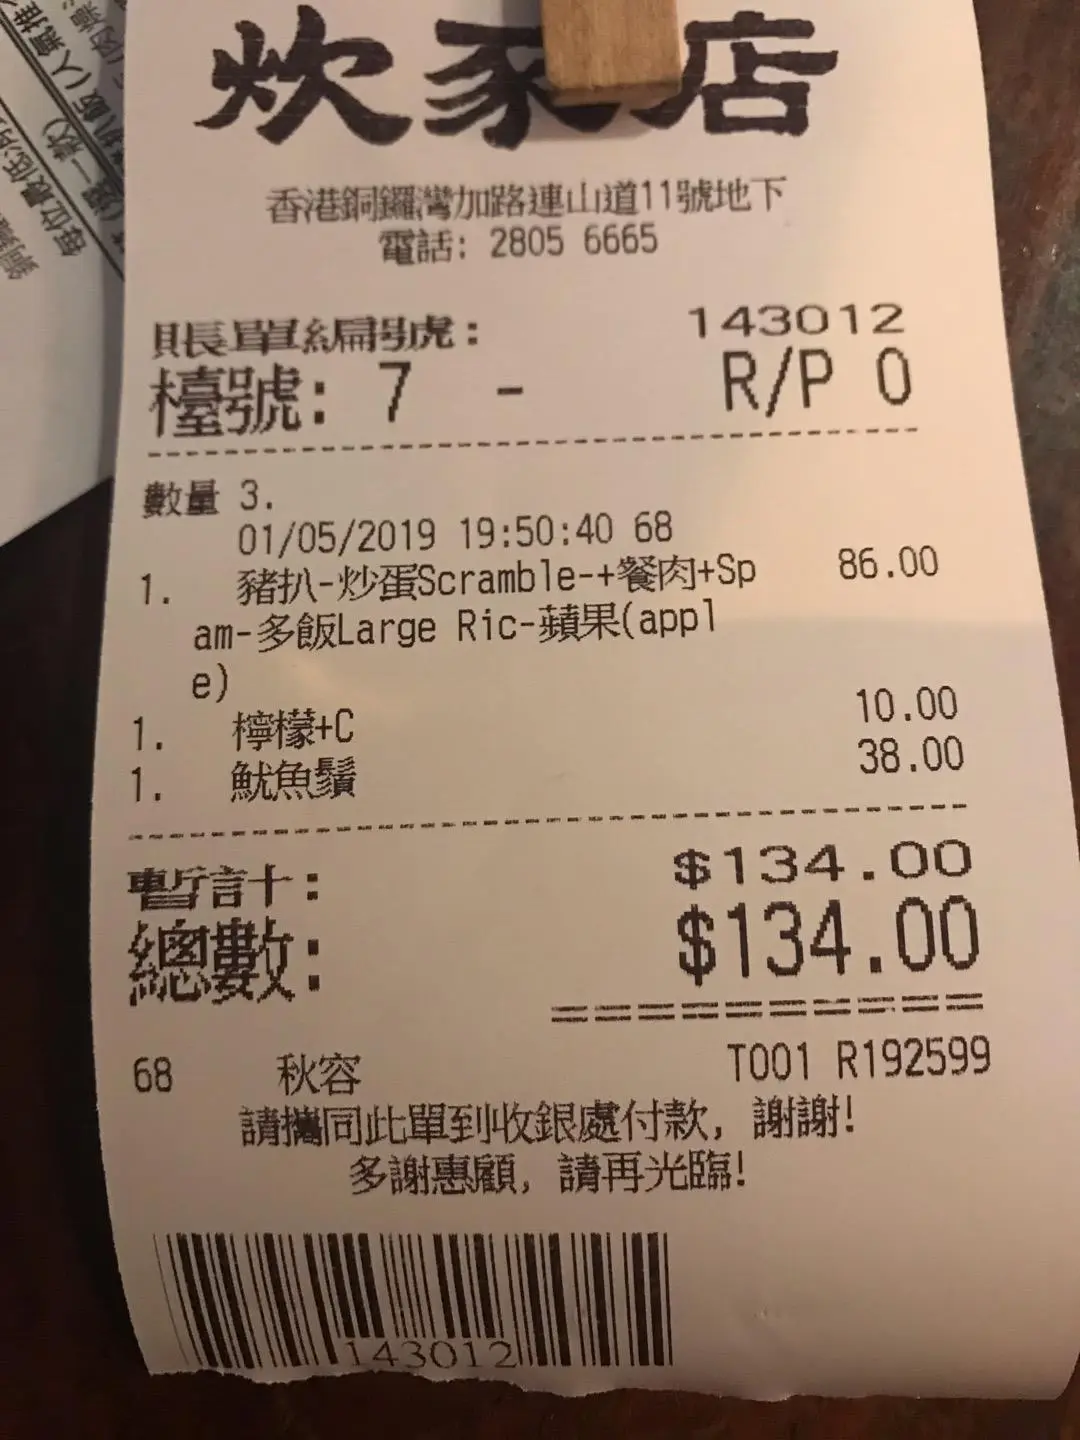 炊家店
香港銅鑼灣加路連山道11號地下
電話: 2805 6665
賬單編號: 143012
檯號: 7 - R/P 0
數量 3.
01/05/2019 19:50:40 68
1. 豬扒-炒蛋Scramble-+餐肉+Sp 86.00
am-多飯Large Ric-蘋果(appl
e)
1. 檸檬+C 10.00
1. 魷魚鬚 38.00
暫計: $134.00
總數: $134.00
68 秋容 T001 R192599
請攜同此單到收銀處付款, 謝謝!
多謝惠顧, 請再光臨!
143012